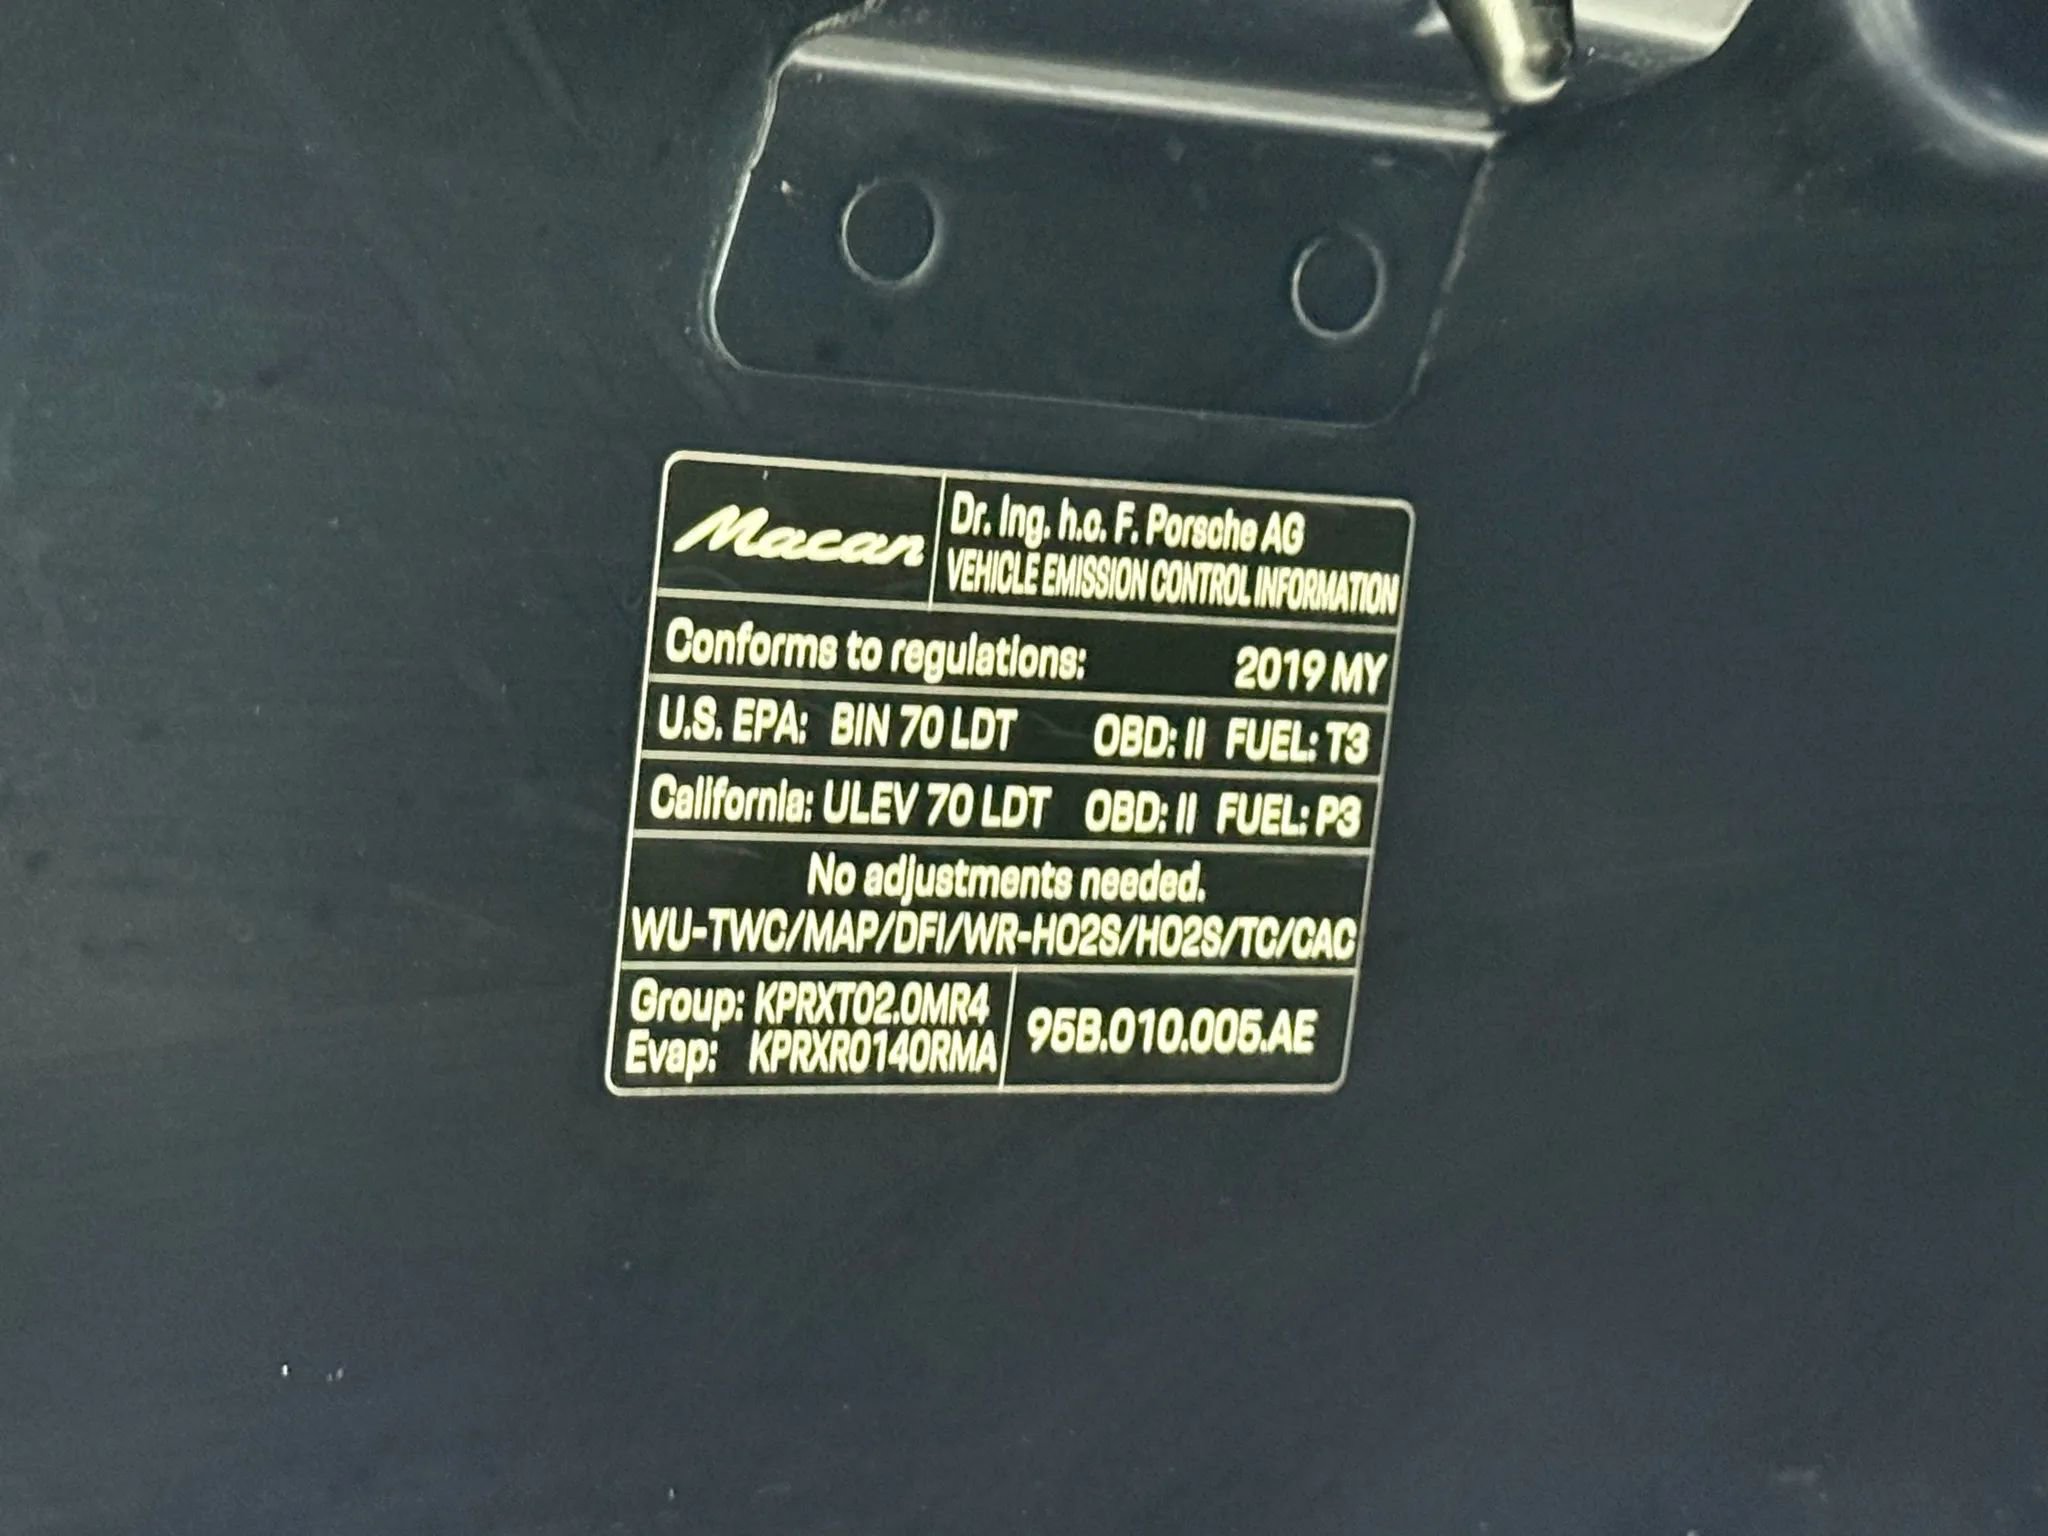 Macan
Dr. Ing. h.c. F. Porsche AG
VEHICLE EMISSION CONTROL INFORMATION
Conforms to regulations: 2019 MY
U.S. EPA: BIN 70 LDT OBD: II FUEL: T3
California: ULEV 70 LDT OBD: II FUEL: P3
No adjustments needed.
WU-TWC/MAP/DFI/WR-HO2S/HO2S/TC/CAC
Group: KPRXT02.0MR4
Evap: KPRXR0140RMA
95B.010.005.AE